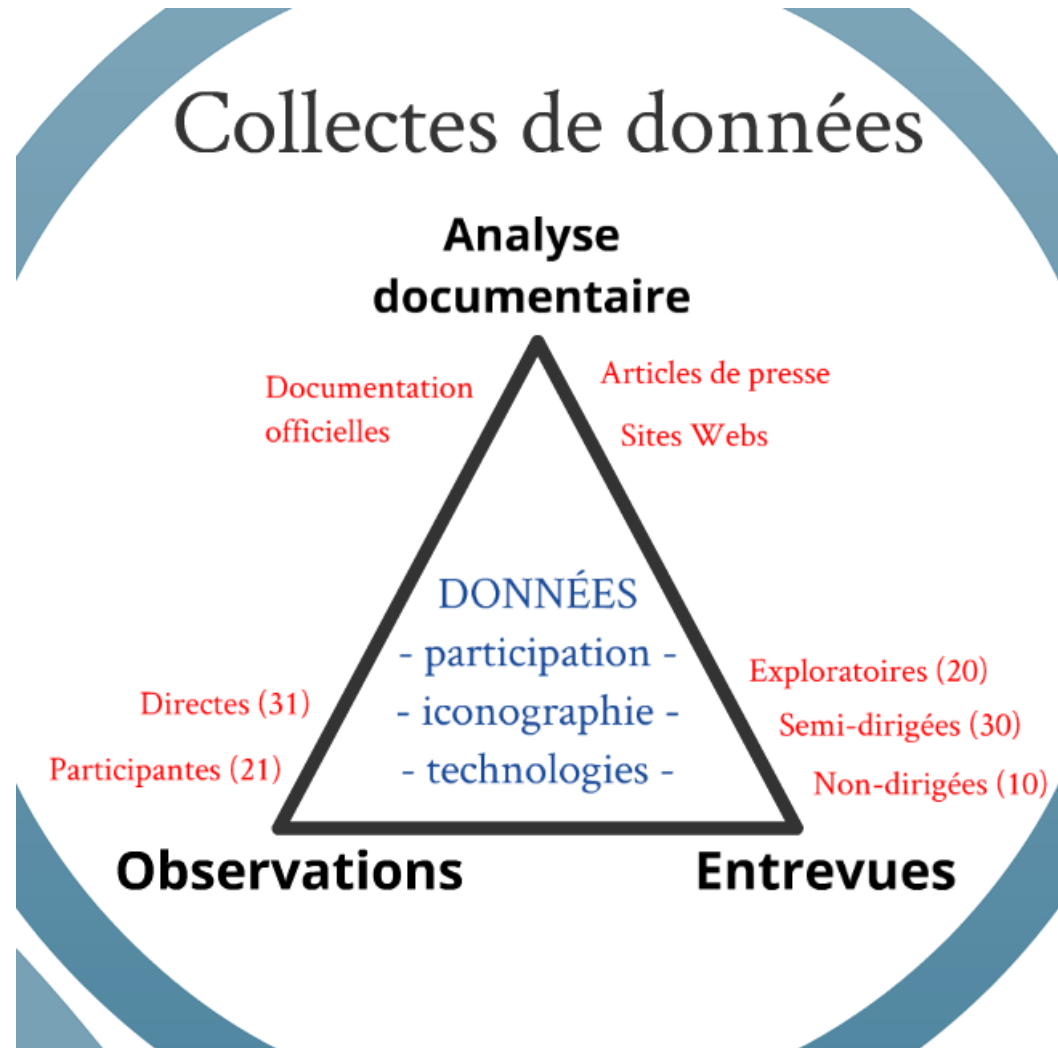 Collectes de données
Analyse
documentaire
Documentation
officielles
Articles de presse
Sites Webs
DONNÉES
- participation -
- iconographie -
- technologies -
Directes (31)
Participantes (21)
Exploratoires (20)
Semi-dirigées (30)
Non-dirigées (10)
Observations
Entrevues